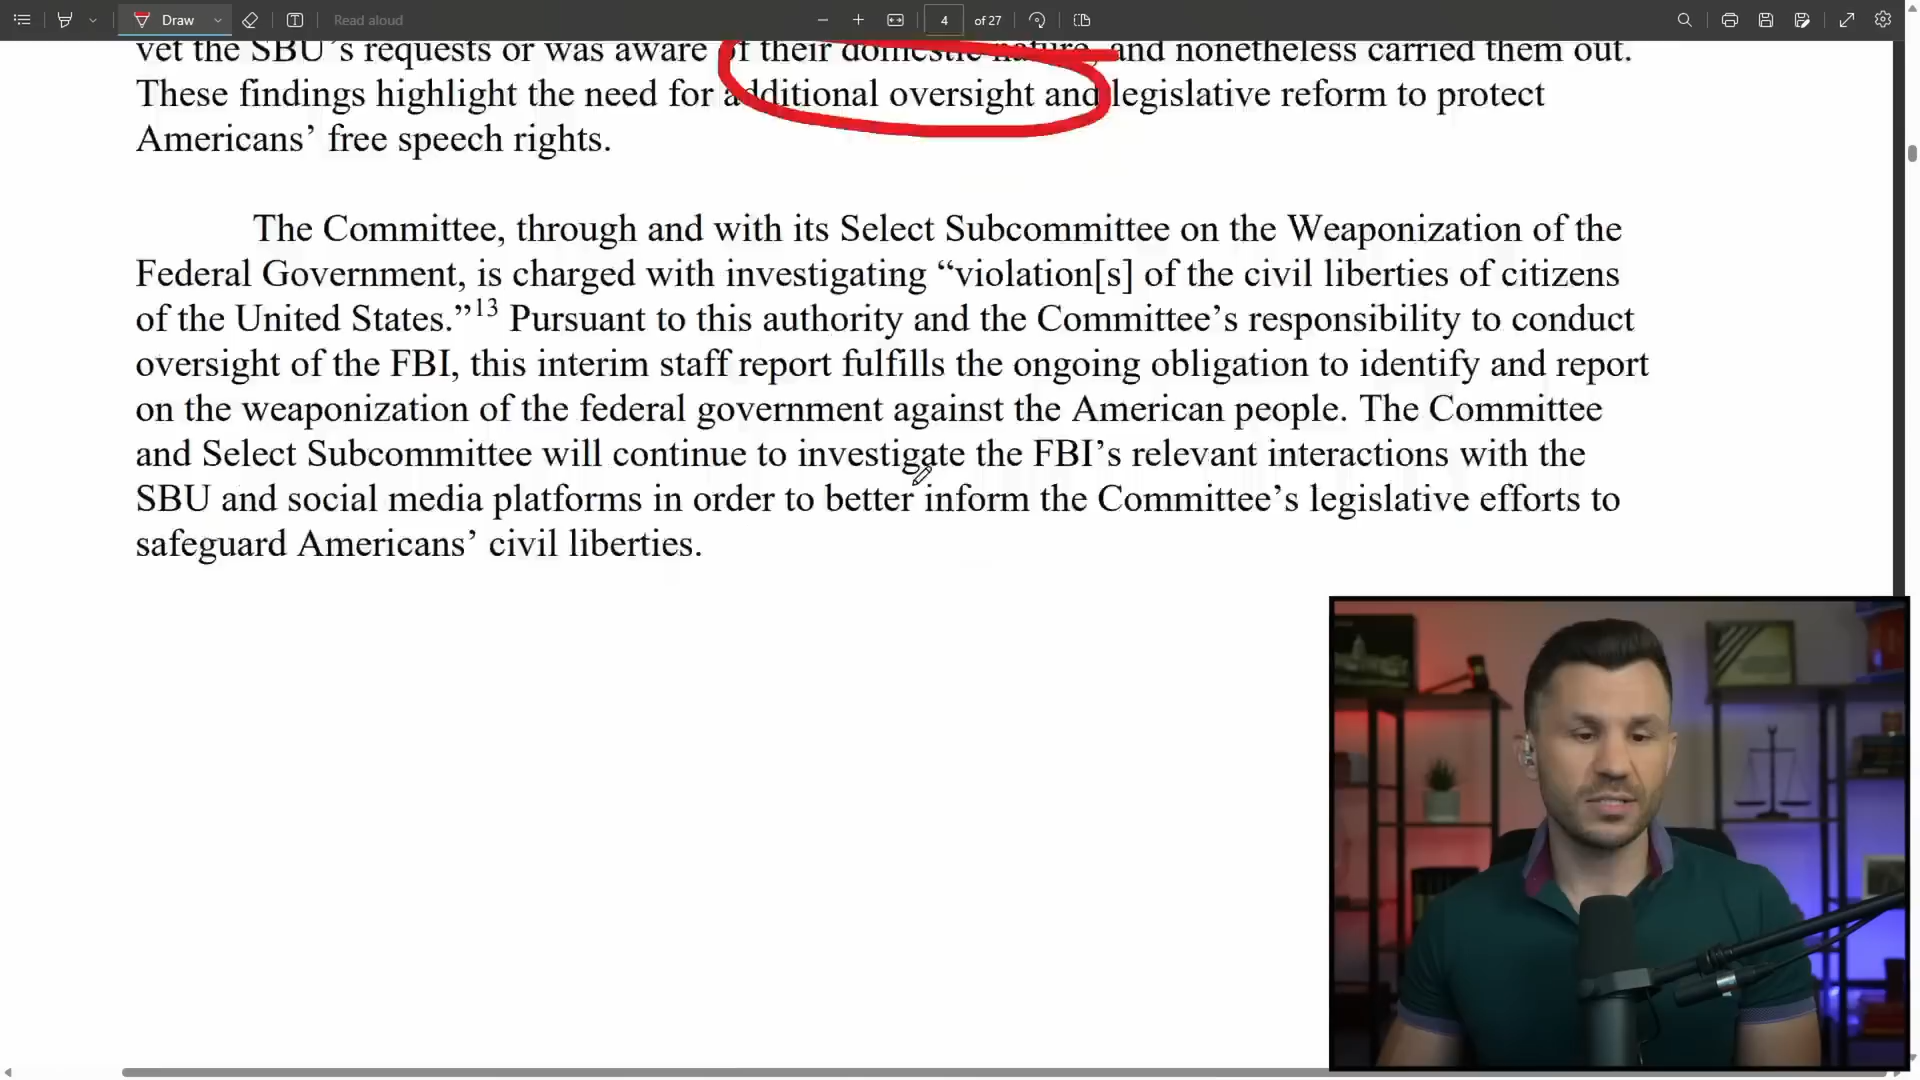 Draw
Read aloud
4
of 27
vet the SBU’s requests or was aware of their domestic nature, and nonetheless carried them out.
These findings highlight the need for additional oversight and legislative reform to protect
Americans’ free speech rights.
The Committee, through and with its Select Subcommittee on the Weaponization of the
Federal Government, is charged with investigating “violation[s] of the civil liberties of citizens
of the United States.”13 Pursuant to this authority and the Committee’s responsibility to conduct
oversight of the FBI, this interim staff report fulfills the ongoing obligation to identify and report
on the weaponization of the federal government against the American people. The Committee
and Select Subcommittee will continue to investigate the FBI’s relevant interactions with the
SBU and social media platforms in order to better inform the Committee’s legislative efforts to
safeguard Americans’ civil liberties.